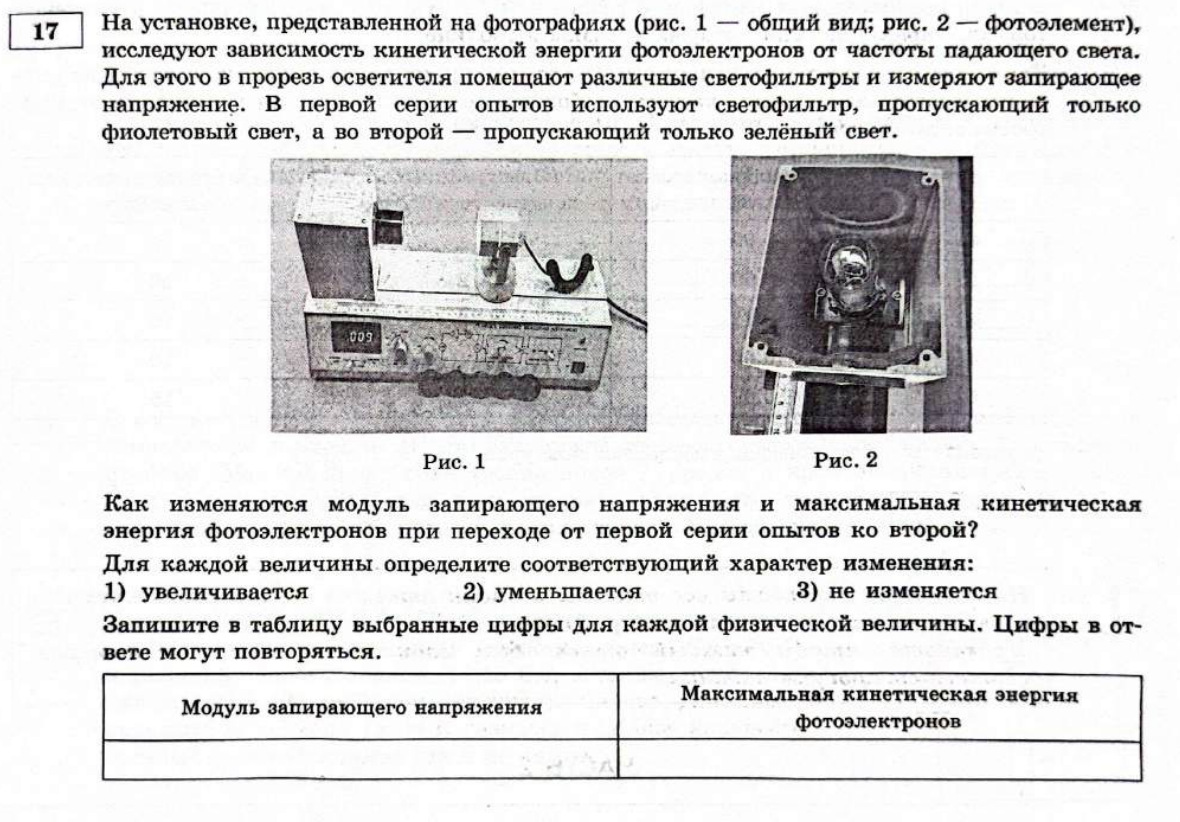 17
На установке, представленной на фотографиях (рис. 1 — общий вид; рис. 2 — фотоэлемент),
исследуют зависимость кинетической энергии фотоэлектронов от частоты падающего света.
Для этого в прорезь осветителя помещают различные светофильтры и измеряют запирающее
напряжение. В первой серии опытов используют светофильтр, пропускающий только
фиолетовый свет, а во второй — пропускающий только зелёный свет.
009
Рис. 1
Рис. 2
Как изменяются модуль запирающего напряжения и максимальная кинетическая
энергия фотоэлектронов при переходе от первой серии опытов ко второй?
Для каждой величины определите соответствующий характер изменения:
1) увеличивается 2) уменьшается 3) не изменяется
Запишите в таблицу выбранные цифры для каждой физической величины. Цифры в от-
вете могут повторяться.
Модуль запирающего напряжения
Максимальная кинетическая энергия
фотоэлектронов